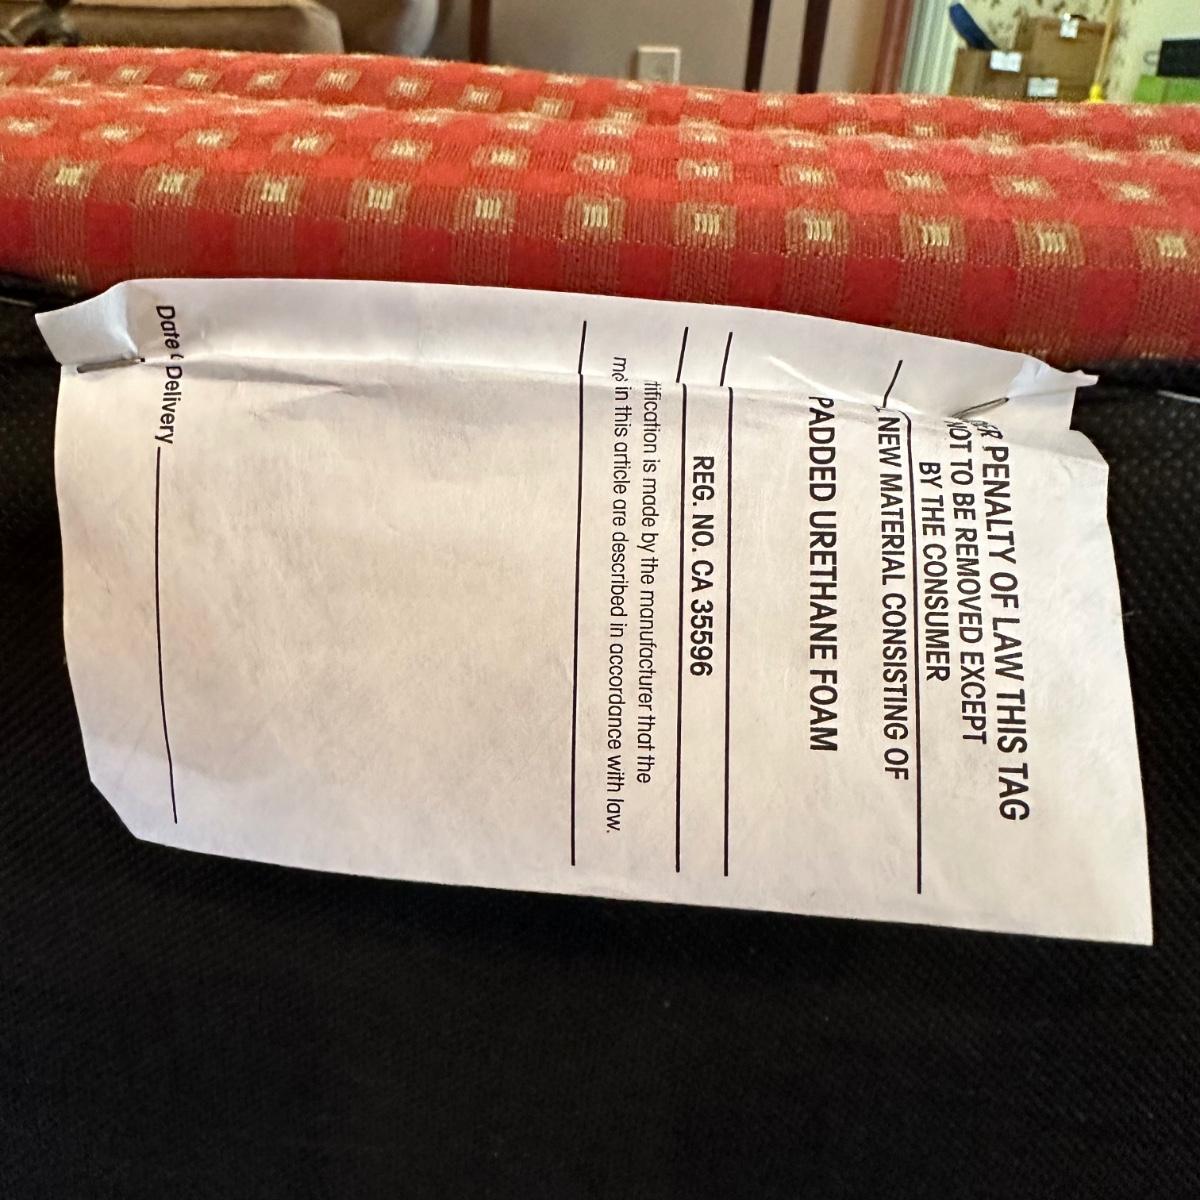 PENALTY OF LAW THIS TAG
NOT TO BE REMOVED EXCEPT
BY THE CONSUMER
NEW MATERIAL CONSISTING OF
PADDED URETHANE FOAM
REG. NO. CA 35596
tification is made by the manufacturer that the
in this article are described in accordance with law.
Date Delivery